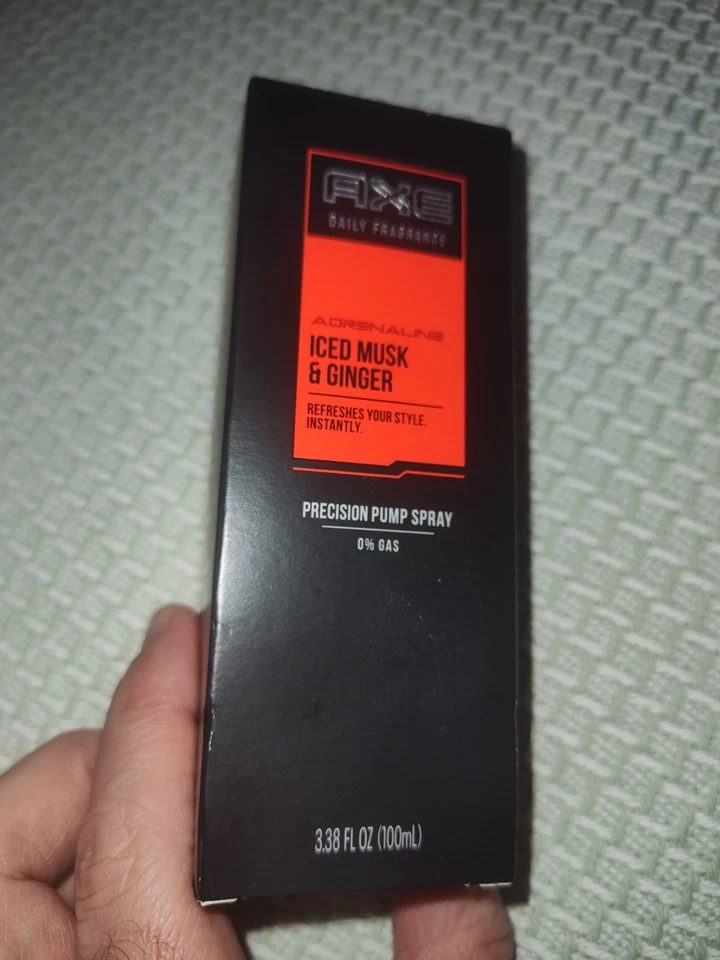 AXE
DAILY FRAGRANCE
ADRENALINE
ICED MUSK
& GINGER
REFRESHES YOUR STYLE.
INSTANTLY.
PRECISION PUMP SPRAY
0% GAS
3.38 FL OZ (100mL)